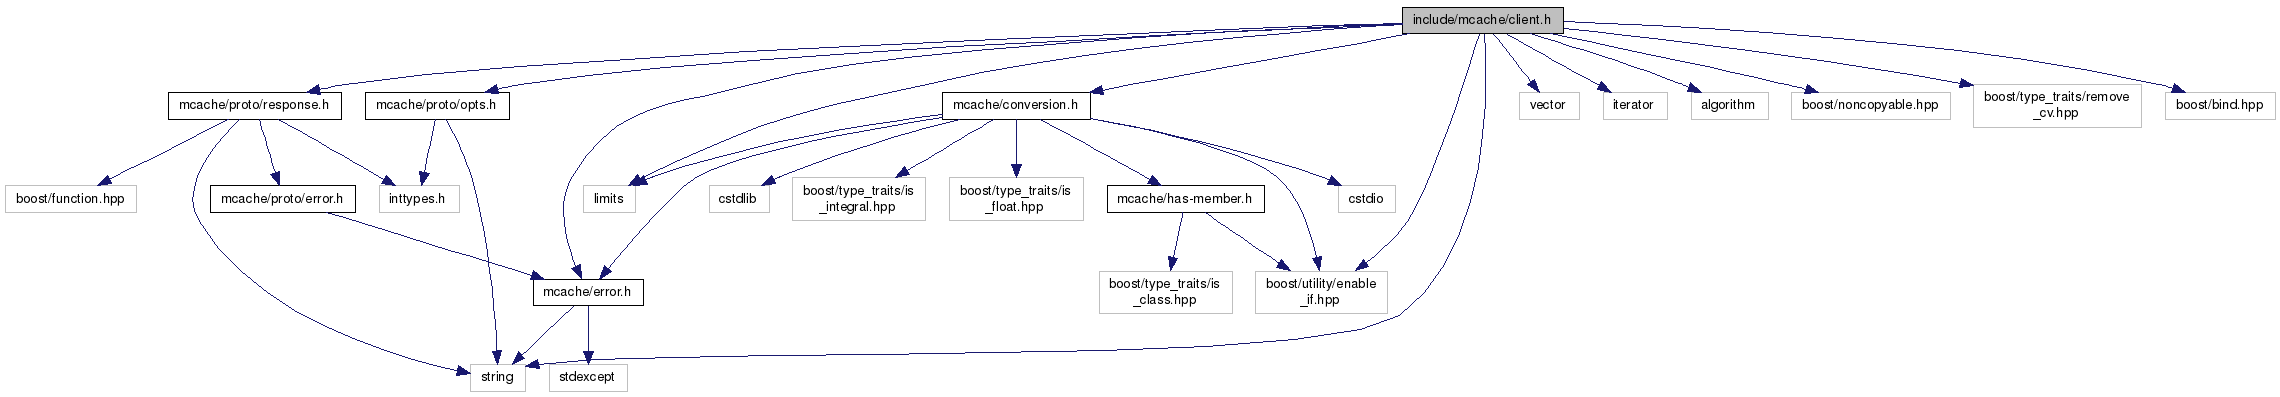 include/mcache/client.h
mcache/proto/response.h
mcache/proto/opts.h
mcache/conversion.h
vector
iterator
algorithm
boost/noncopyable.hpp
boost/type_traits/remove
_cv.hpp
boost/bind.hpp
boost/function.hpp
mcache/proto/error.h
inttypes.h
limits
cstdlib
boost/type_traits/is
_integral.hpp
boost/type_traits/is
_float.hpp
mcache/has-member.h
cstdio
mcache/error.h
boost/type_traits/is
_class.hpp
boost/utility/enable
_if.hpp
string
stdexcept